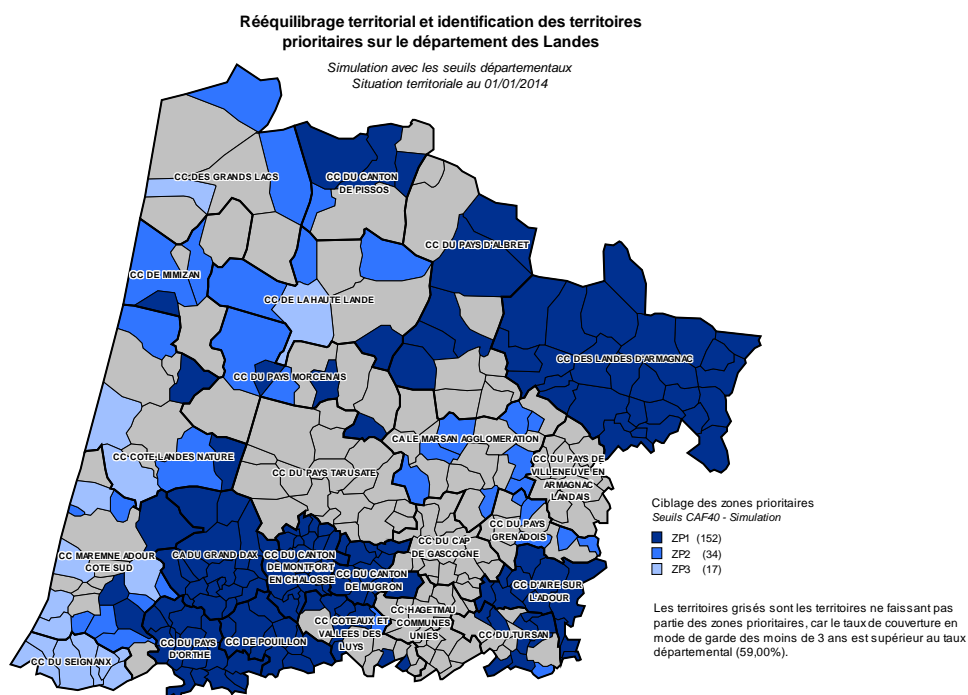 Rééquilibrage territorial et identification des territoires
prioritaires sur le département des Landes
Simulation avec les seuils départementaux
Situation territoriale au 01/01/2014
CC DES GRANDS LACS
CC DU CANTON
DE PISSOS
CC DU PAYS D'ALBRET
CC DE MIMIZAN
CC DE LA HAUTE LANDE
CC DES LANDES D'ARMAGNAC
CC DU PAYS MORCENAIS
CA LE MARSAN AGGLOMERATION
CC COTE LANDES NATURE
CC DU PAYS TARUSATE
CC DU PAYS DE
VILLENEUVE EN
ARMAGNAC
LANDAIS
CC DU PAYS
GRENADOIS
CC DU CAP
DE GASCOGNE
CC MAREMNE ADOUR
COTE SUD
CA DU GRAND DAX
CC DU CANTON
DE MONTFORT
EN CHALOSSE
CC DU CANTON
DE MUGRON
CC D'AIRE SUR
L'ADOUR
CC HAGETMAU
COMMUNES
UNIES
CC COTEAUX ET
VALLEES DES
LUYS
CC DU TURSAN
CC DU PAYS
D'ORTHE
CC DE POUILLON
CC DU SEIGNANX
Ciblage des zones prioritaires
Seuils CAF40 - Simulation
ZP1 (152)
ZP2 (34)
ZP3 (17)
Les territoires grisés sont les territoires ne faisant pas
partie des zones prioritaires, car le taux de couverture en
mode de garde des moins de 3 ans est supérieur au taux
départemental (59,00%).